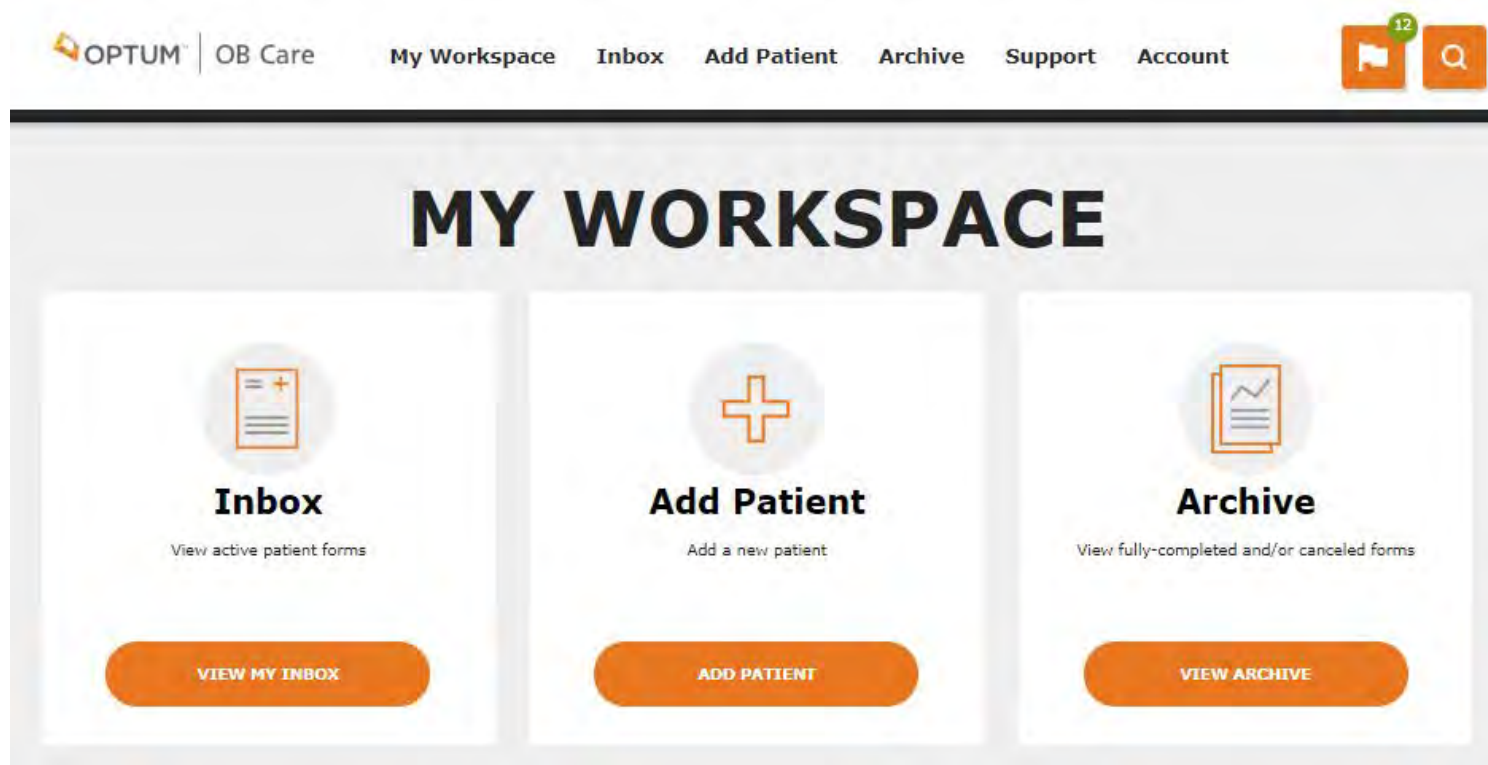 OPTUM™ OB Care My Workspace Inbox Add Patient Archive Support Account 12
MY WORKSPACE
Inbox Add Patient Archive
View active patient forms Add a new patient View fully-completed and/or canceled forms
VIEW MY INBOX ADD PATIENT VIEW ARCHIVE